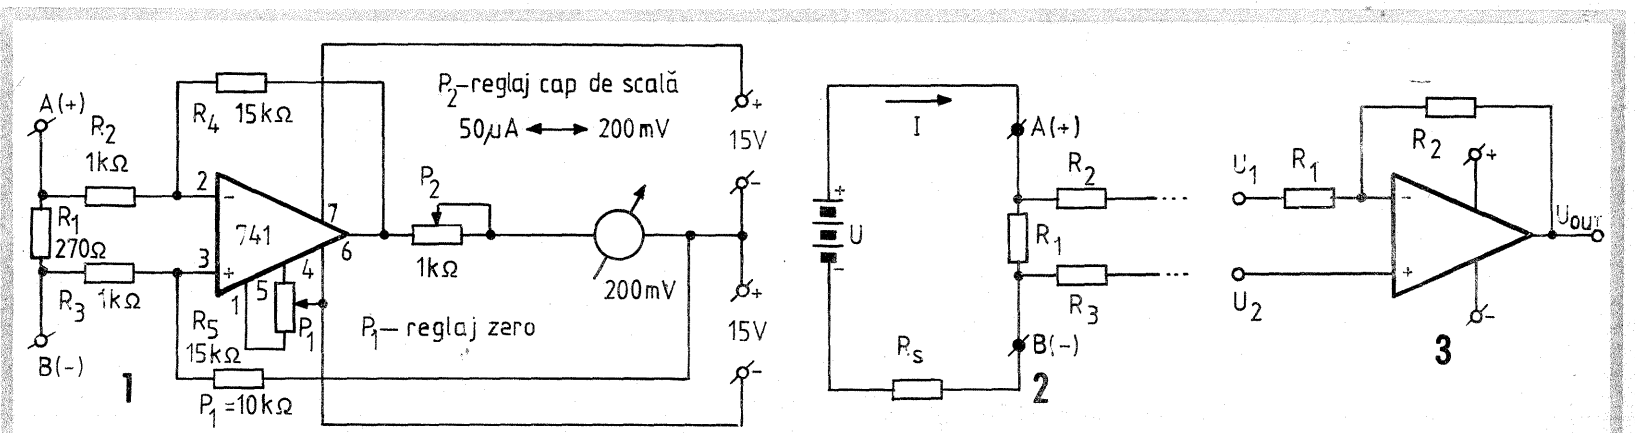 A(+)
R2
1kΩ
R1
270Ω
R3
1kΩ
B(-)
R4 15kΩ
2
-
741
3
+
7
6
4
5
1
P1
R5
15kΩ
P1=10kΩ
P2
1kΩ
P2-reglaj cap de scală
50µA ↔ 200mV
200mV
P1- reglaj zero
+
15V
-
+
15V
-
1
I
A(+)
R2
+
U
-
R1
R3
Rs
B(-)
2
U1
R1
R2
+
-
+
-
U2
UOUT
3